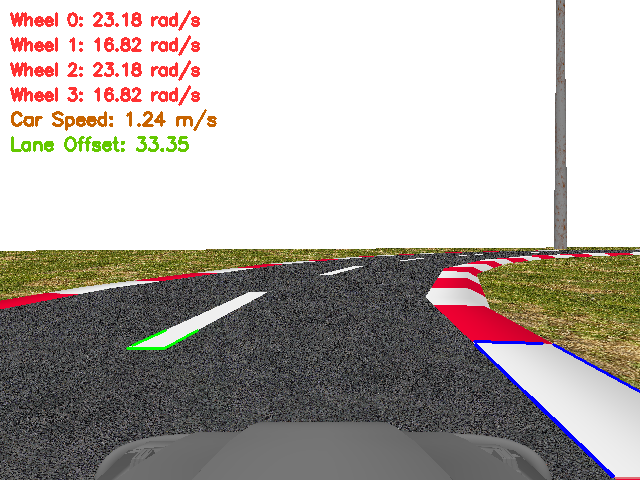 Wheel 0: 23.18 rad/s
Wheel 1: 16.82 rad/s
Wheel 2: 23.18 rad/s
Wheel 3: 16.82 rad/s
Car Speed: 1.24 m/s
Lane Offset: 33.35